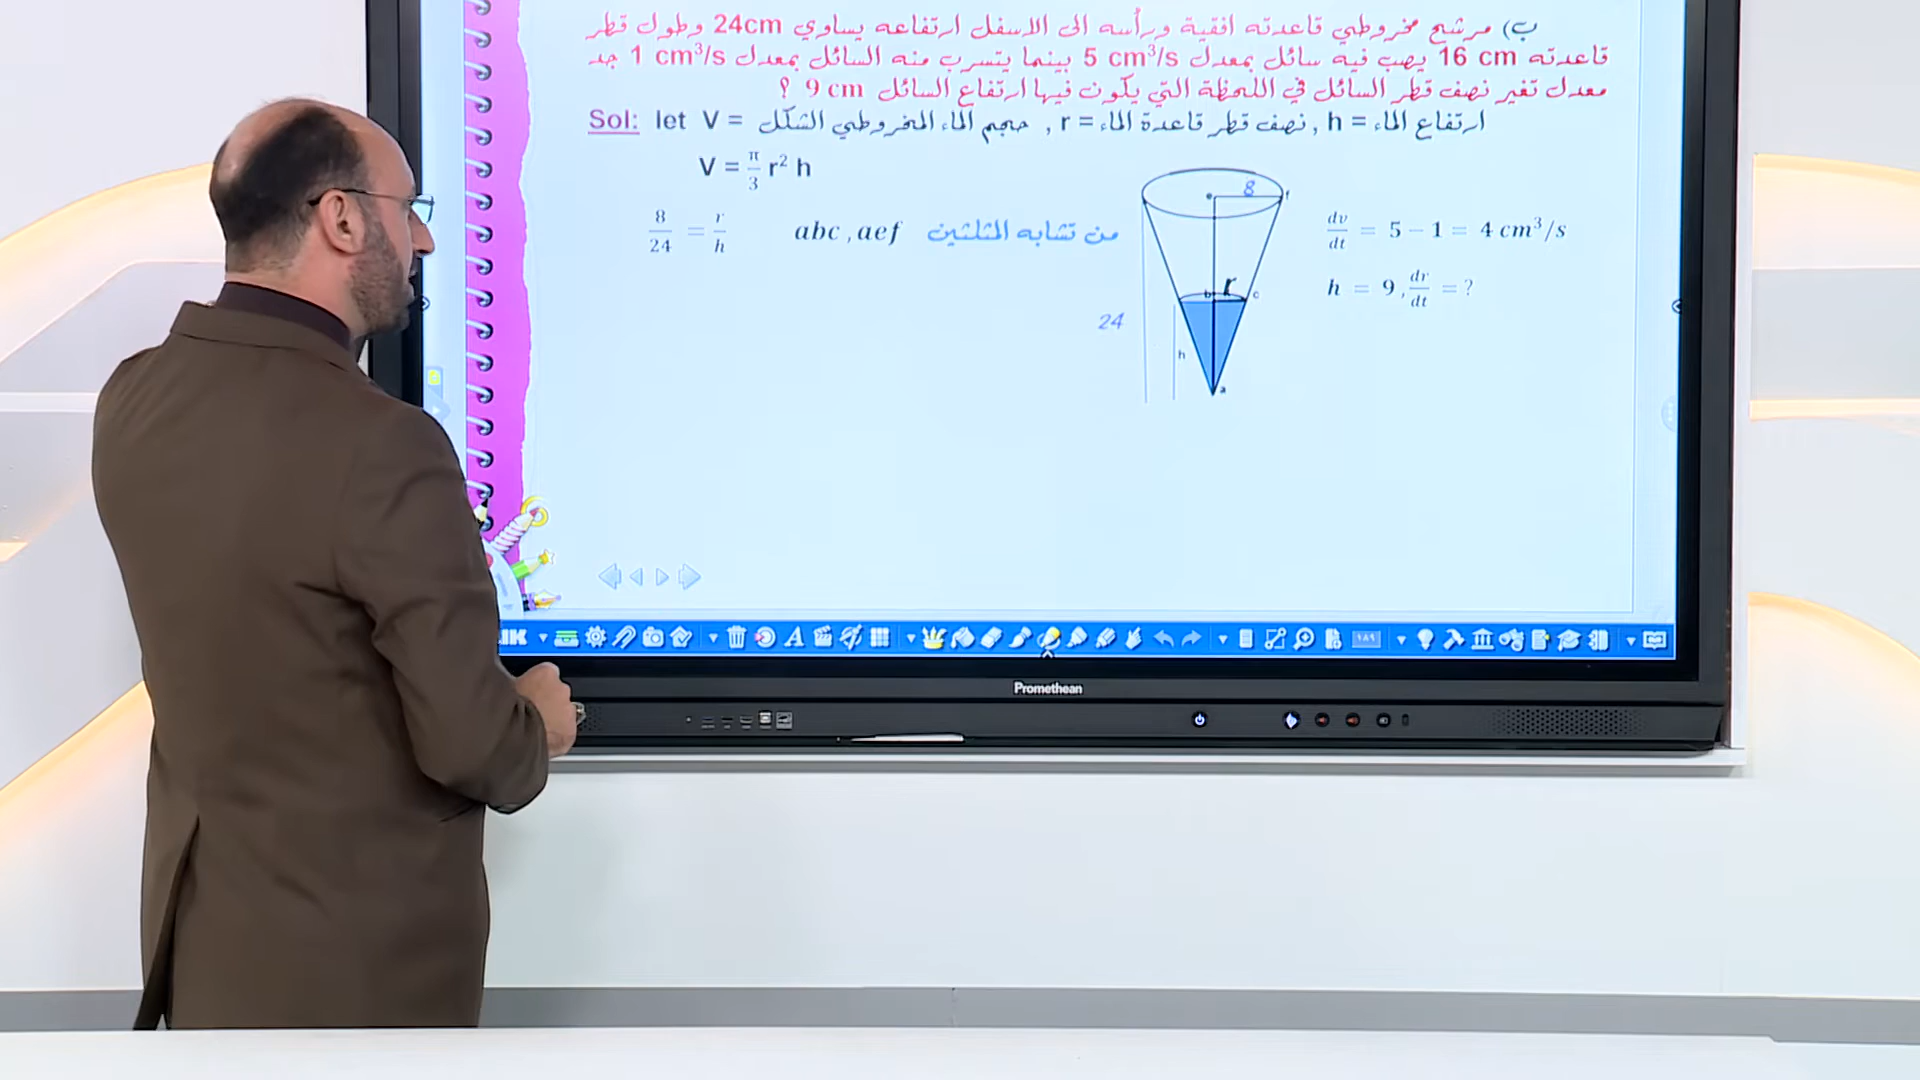 ب) مرشح مخروطي قاعدته افقية ورأسه الى الاسفل ارتفاعه يساوي 24cm وطول قطر
قاعدته 16 cm يصب فيه سائل بمعدل 5 cm³/s بينما يتسرب منه السائل بمعدل 1 cm³/s جد
معدل تغير نصف قطر السائل في اللحظة التي يكون فيها ارتفاع السائل 9 cm ؟
Sol: let V = حجم الماء المخروطي الشكل , r = نصف قطر قاعدة الماء , h = ارتفاع الماء
V = π/3 r² h
8/24 = r/h abc , aef من تشابه المثلثين
e 8 f
b r c
24
h
a
dv/dt = 5 − 1 = 4 cm³/s
h = 9 , dr/dt = ?
١٨٩
Promethean